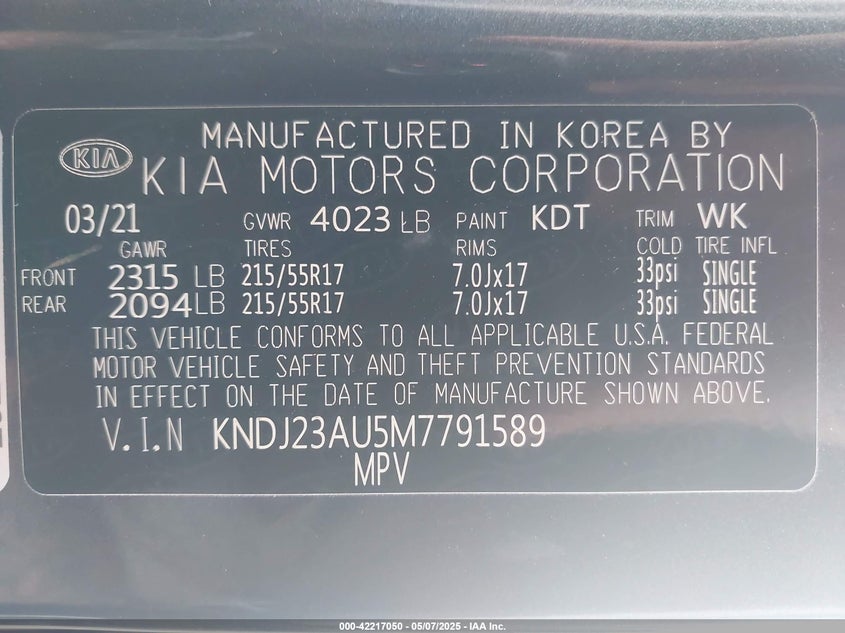 MANUFACTURED IN KOREA BY
KIA KIA MOTORS CORPORATION
03/21 GVWR 4023 LB PAINT KDT TRIM WK
GAWR TIRES RIMS COLD TIRE INFL
FRONT 2315 LB 215/55R17 7.0Jx17 33psi SINGLE
REAR 2094 LB 215/55R17 7.0Jx17 33psi SINGLE
THIS VEHICLE CONFORMS TO ALL APPLICABLE U.S.A. FEDERAL
MOTOR VEHICLE SAFETY AND THEFT PREVENTION STANDARDS
IN EFFECT ON THE DATE OF MANUFACTURE SHOWN ABOVE.
V.I.N KNDJ23AU5M7791589
MPV
000-42217050 - 05/07/2025 - IAA Inc.